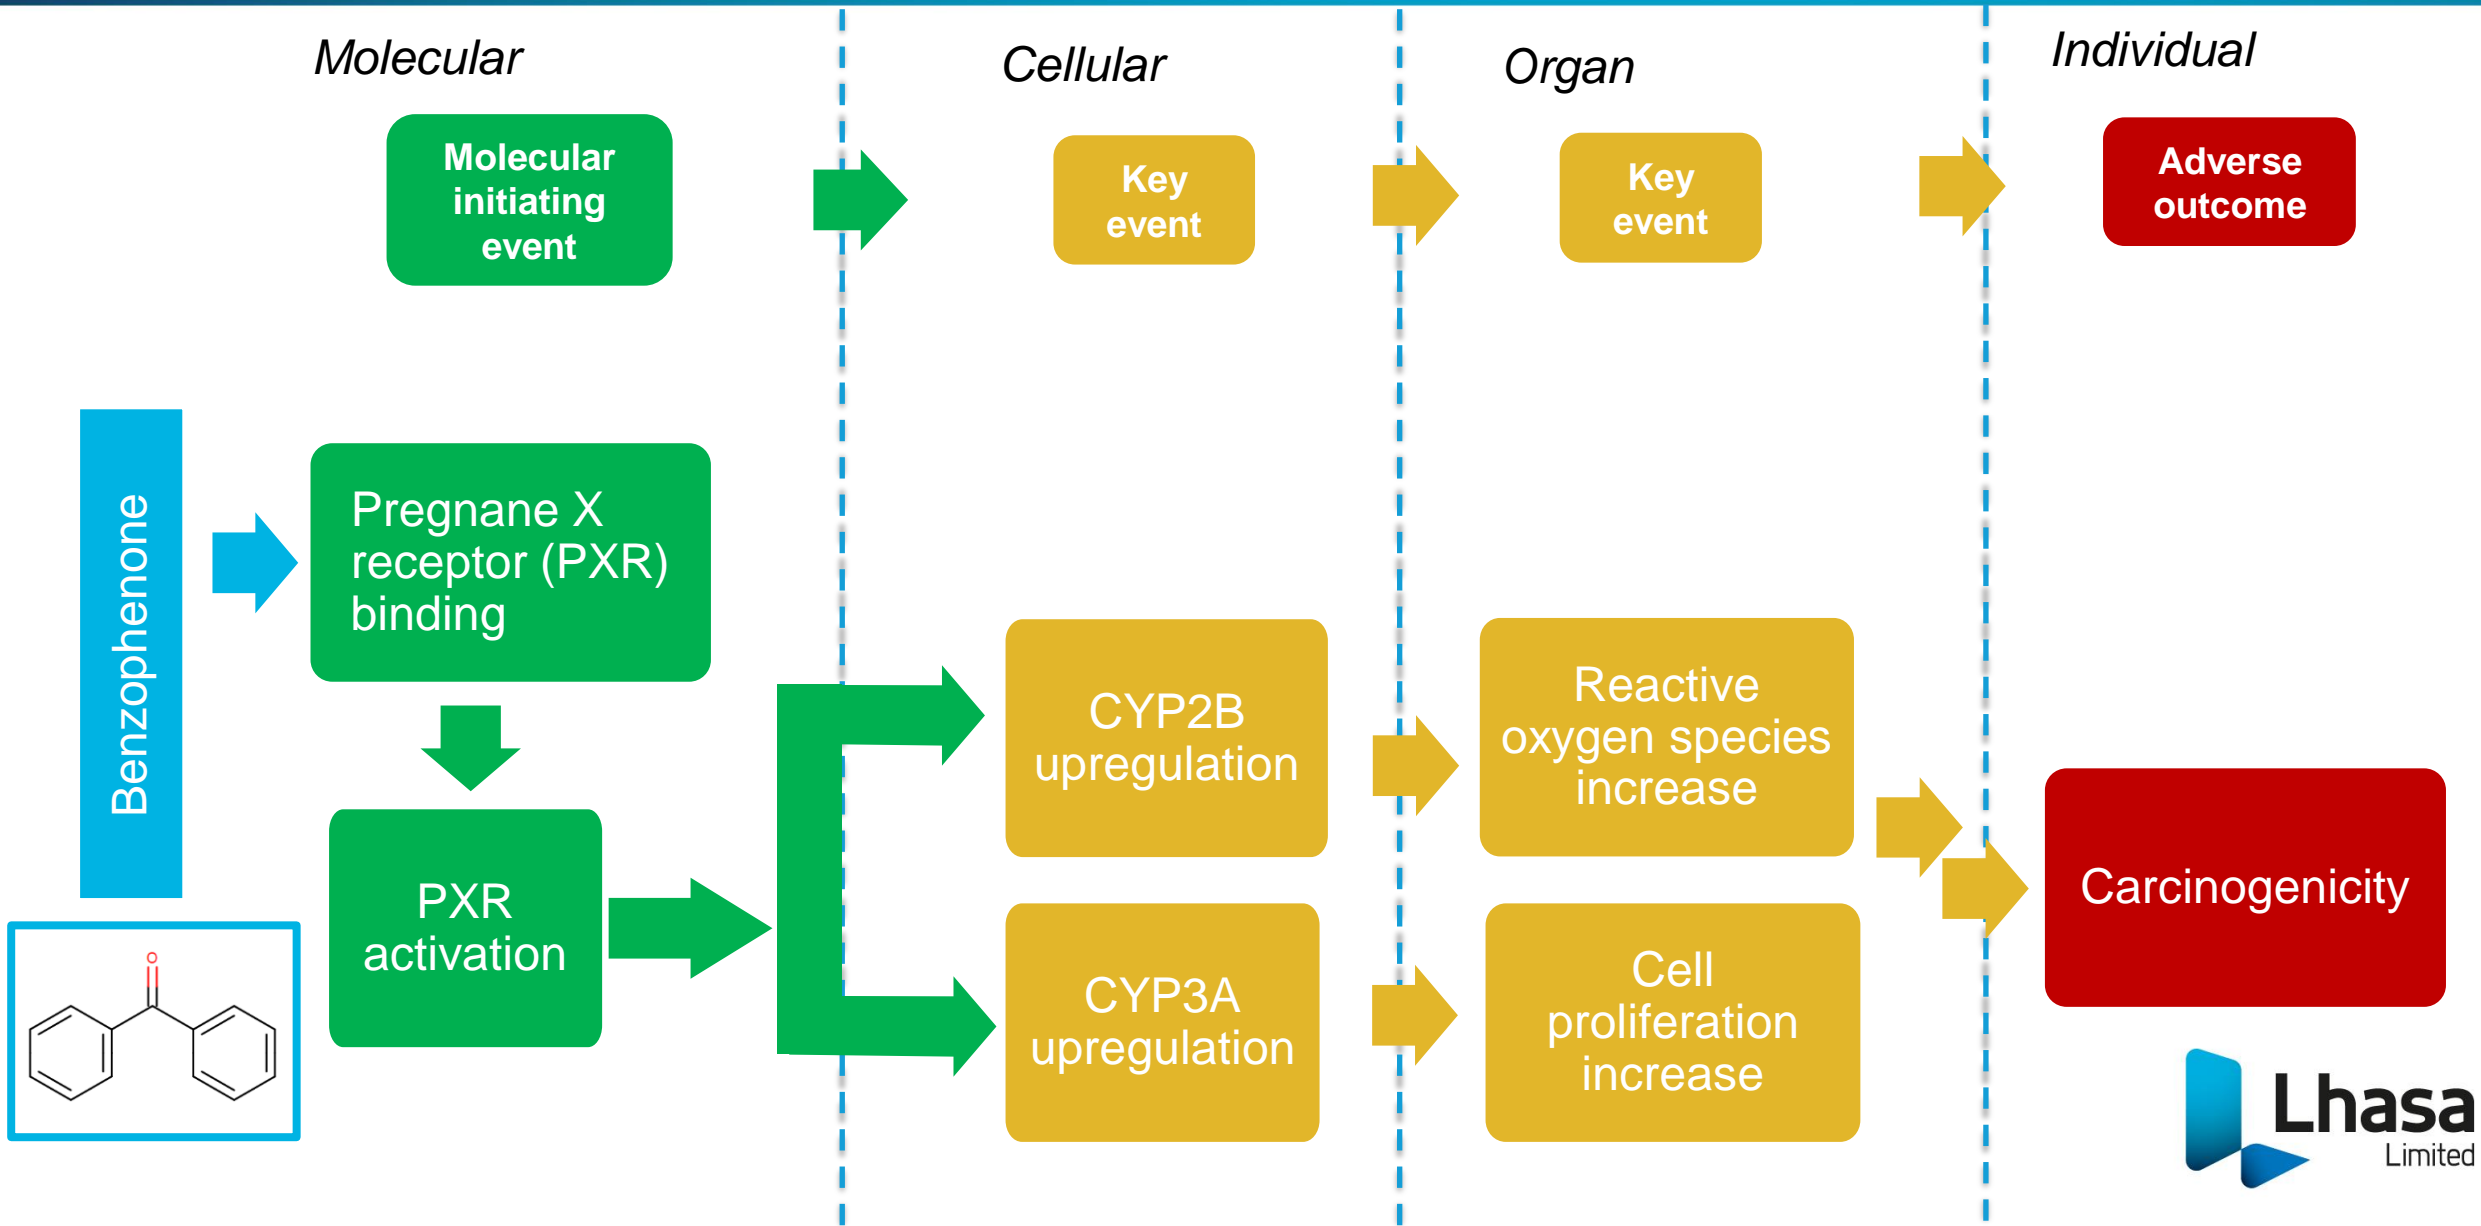 Molecular
Cellular
Organ
Individual
Molecular
initiating
event
Key
event
Key
event
Adverse
outcome
Benzophenone
Pregnane X
receptor (PXR)
binding
PXR
activation
CYP2B
upregulation
CYP3A
upregulation
Reactive
oxygen species
increase
Cell
proliferation
increase
Carcinogenicity
O
Lhasa
Limited